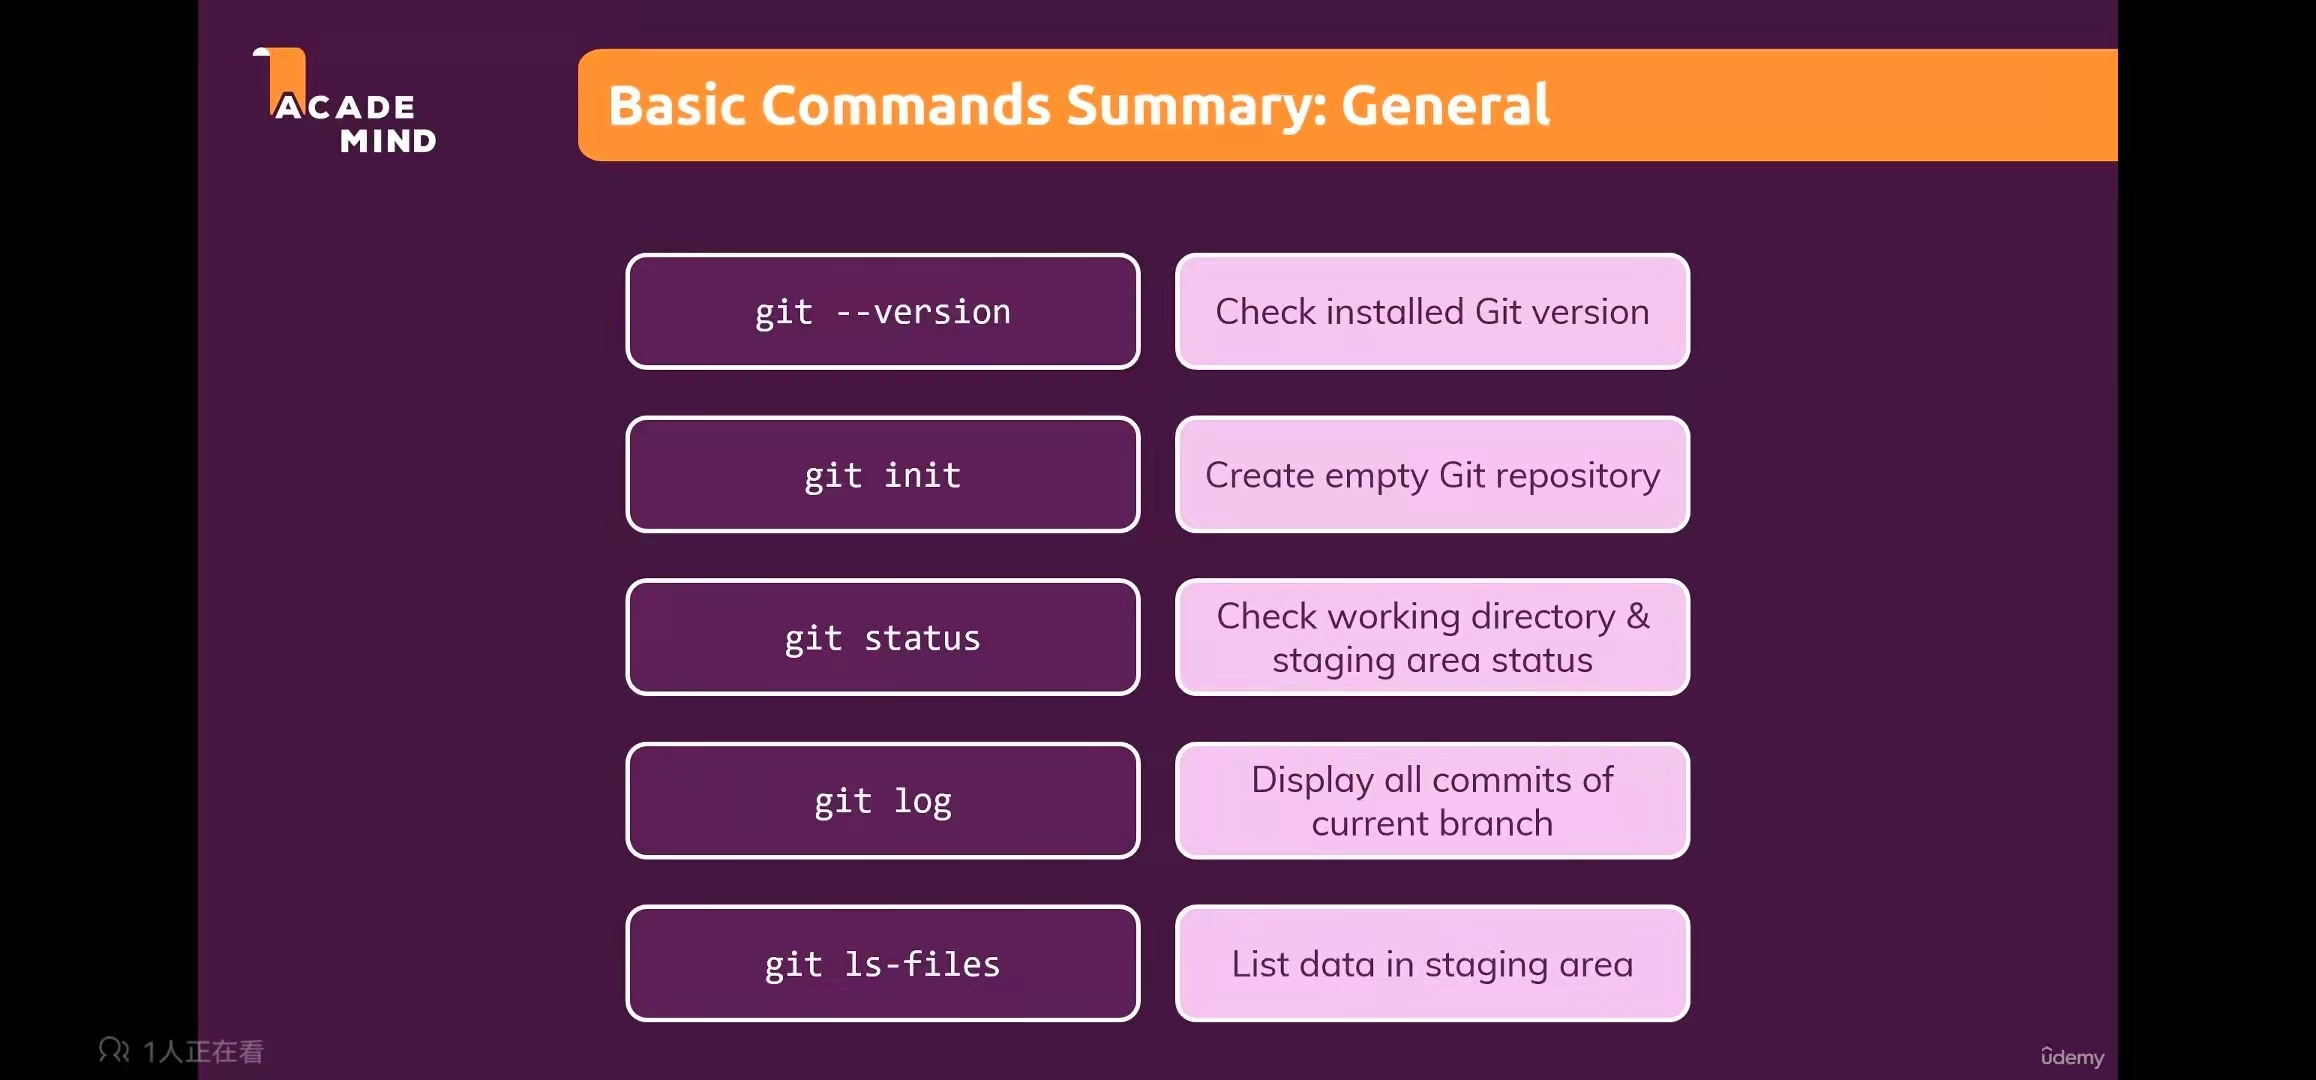 ACADE
MIND
Basic Commands Summary: General
git --version
Check installed Git version
git init
Create empty Git repository
git status
Check working directory &
staging area status
git log
Display all commits of
current branch
git ls-files
List data in staging area
1人正在看
ûdemy